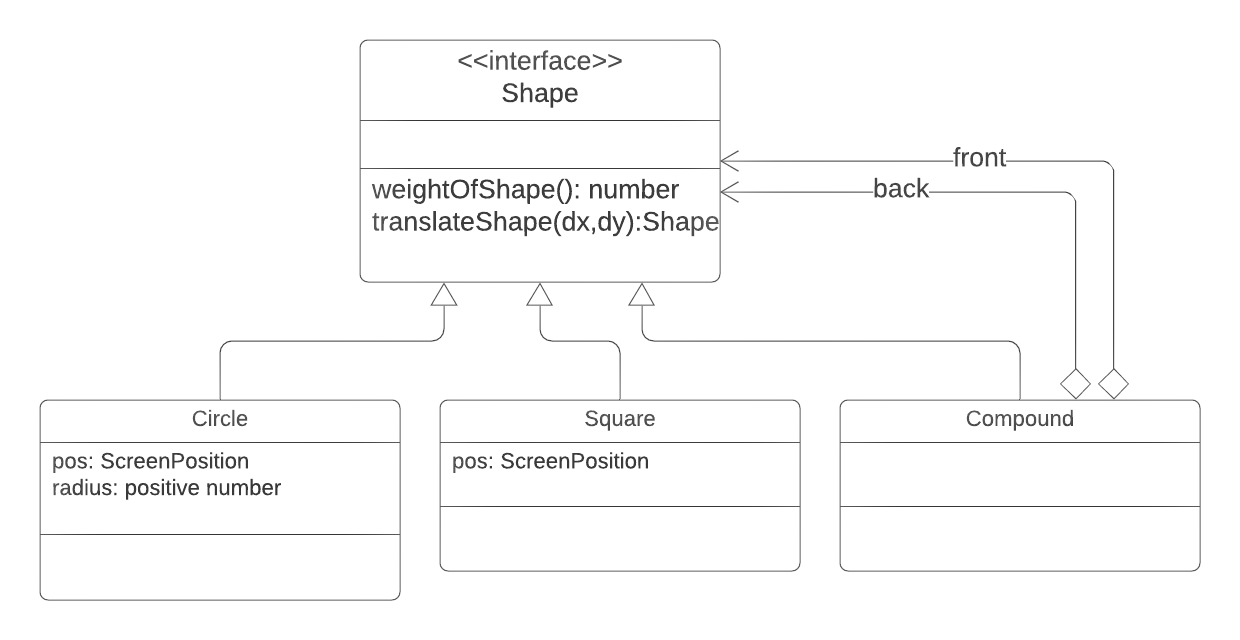 <<interface>>
Shape
front
back
weightOfShape(): number
translateShape(dx,dy):Shape
Circle
pos: ScreenPosition
radius: positive number
Square
pos: ScreenPosition
Compound